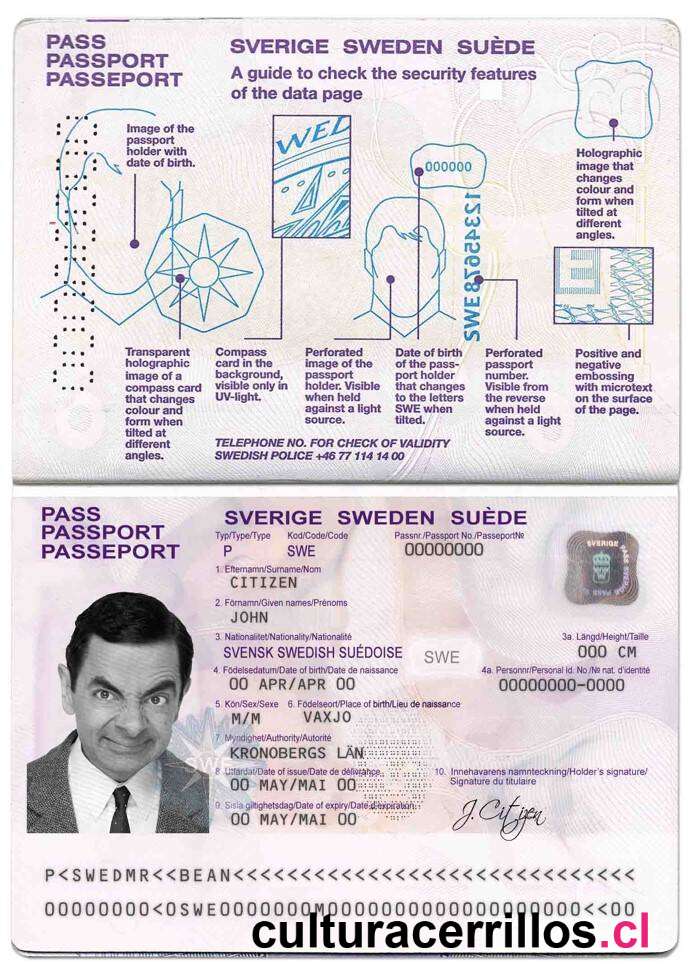 PASS
PASSPORT
PASSEPORT
SVERIGE SWEDEN SUÈDE
A guide to check the security features
of the data page
Image of the
passport
holder with
date of birth.
WED
000000
12345678 3WS
Holographic
image that
changes
colour and
form when
tilted at
different
angles.
E
Transparent
holographic
image of a
compass card
that changes
colour and
form when
tilted at
different
angles.
Compass
card in the
background,
visible only in
UV-light.
Perforated
image of the
passport
holder. Visible
when held
against a light
source.
Date of birth
of the pass-
port holder
that changes
to the letters
SWE when
tilted.
Perforated
passport
number.
Visible from
the reverse
when held
against a light
source.
Positive and
negative
embossing
with microtext
on the surface
of the page.
TELEPHONE NO. FOR CHECK OF VALIDITY
SWEDISH POLICE +46 77 114 14 00
PASS
PASSPORT
PASSEPORT
SVERIGE SWEDEN SUÈDE
Typ/Type/Type Kod/Code/Code Passnr./Passport No./Passeport№
P SWE 00000000
1. Efternamn/Surname/Nom
CITIZEN
2. Förnamn/Given names/Prénoms
JOHN
3. Nationalitet/Nationality/Nationalité 3a. Längd/Height/Taille
SVENSK SWEDISH SUÉDOISE SWE 000 CM
4. Födelsedatum/Date of birth/Date de naissance 4a. Personnr/Personal id. No./№ nat. d'identité
00 APR/APR 00 00000000-0000
5. Kön/Sex/Sexe 6. Födelseort/Place of birth/Lieu de naissance
M/M VAXJO
7. Myndighet/Authority/Autorité
KRONOBERGS LÄN
8. Utfärdat/Date of issue/Date de délivrance
00 MAY/MAI 00
9. Sista giltighetsdag/Date of expiry/Date d'expiration
00 MAY/MAI 00
10. Innehavarens namnteckning/Holder's signature/
Signature du titulaire
J. Citizen
SVERIGE
SWE
P<SWEDMR<<BEAN<<<<<<<<<<<<<<<<<<<<<<<<<<<<<<
00000000<0SWE0000000M00000000000000000000<<00
culturacerrillos.cl